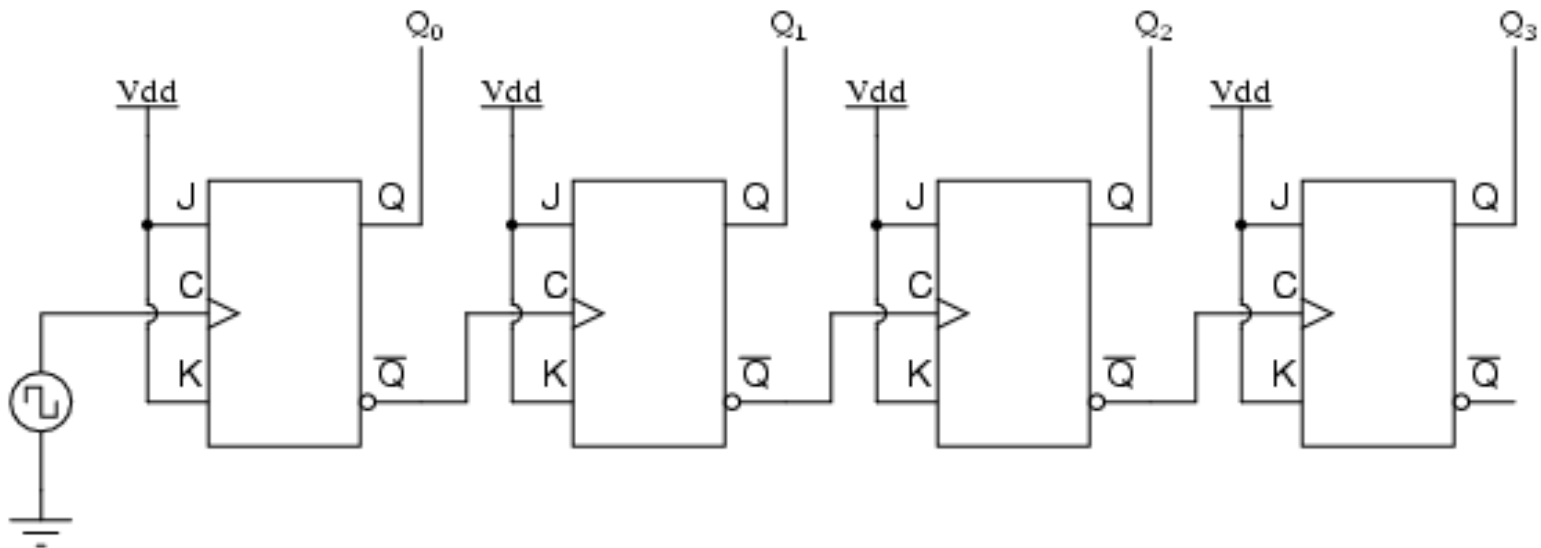 Q₀ Q₁ Q₂ Q₃
Vdd Vdd Vdd Vdd
J Q J Q J Q J Q
C C C C
K Q̅ K Q̅ K Q̅ K Q̅